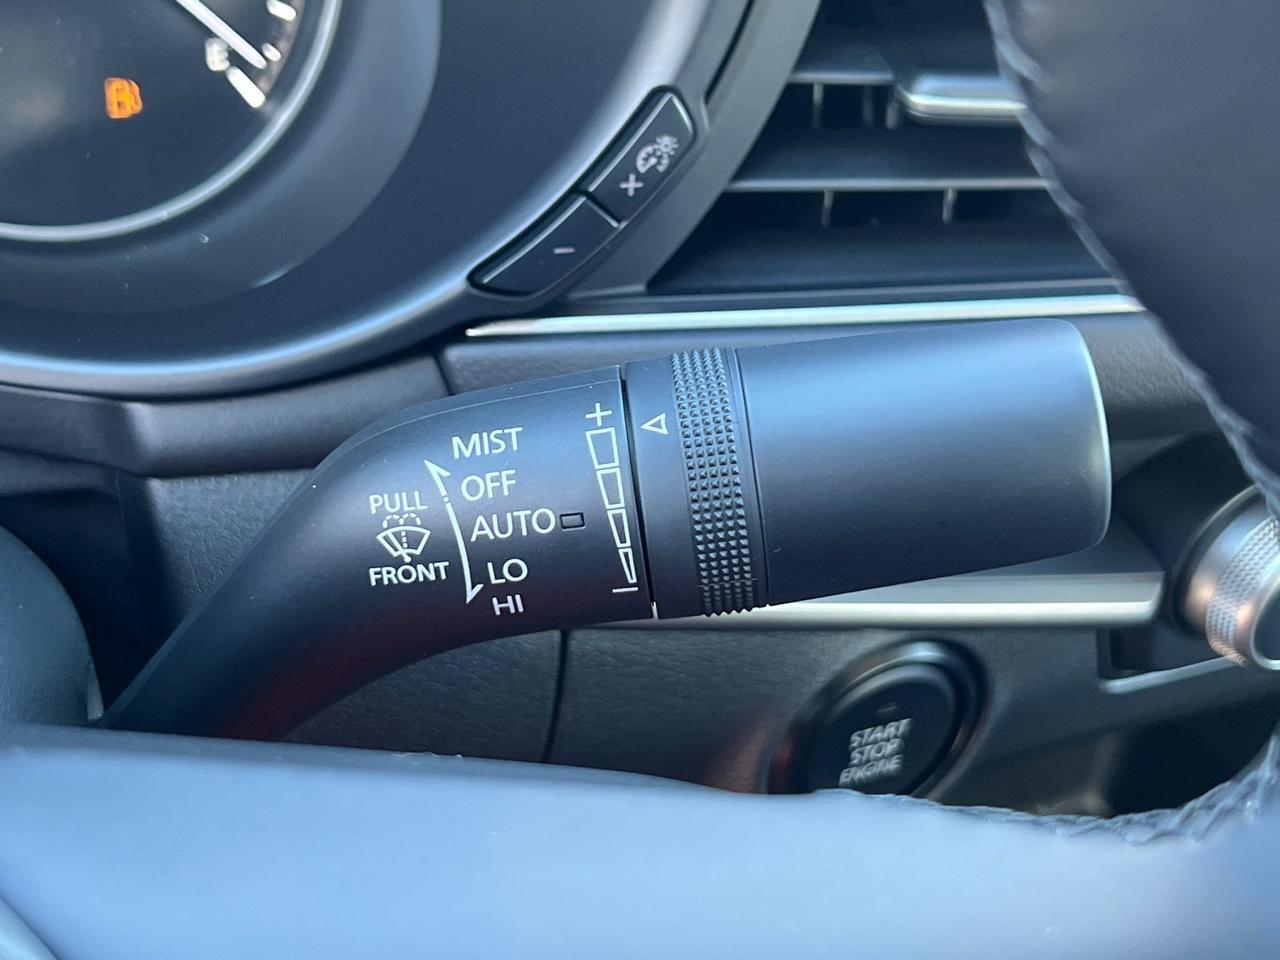 E
+
-
MIST
OFF
AUTO
LO
HI
PULL
FRONT
+
-
START
STOP
ENGINE